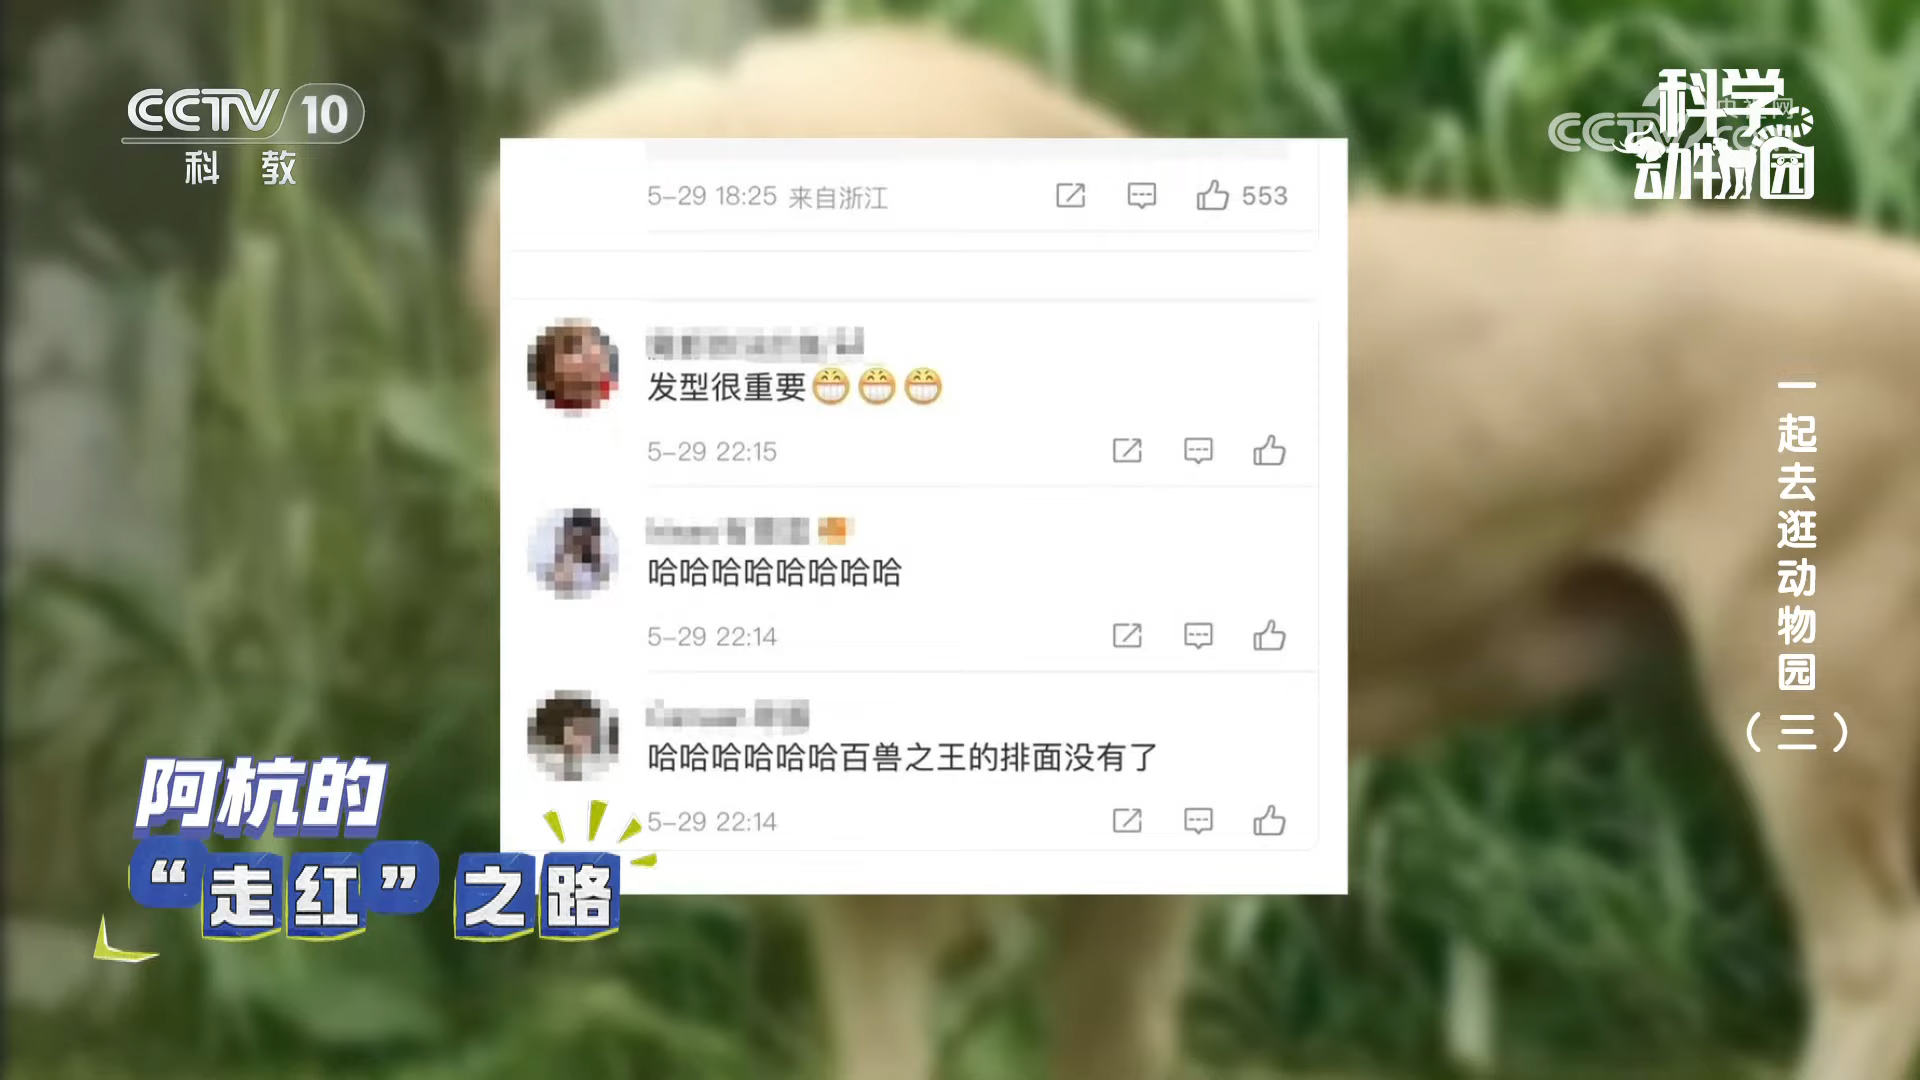 CCTV 10
科教
科学
动物园
5-29 18:25 来自浙江
553
发型很重要
5-29 22:15
哈哈哈哈哈哈哈哈
5-29 22:14
哈哈哈哈哈哈百兽之王的排面没有了
5-29 22:14
一起去逛动物园
（三）
阿杭的
“走红”之路